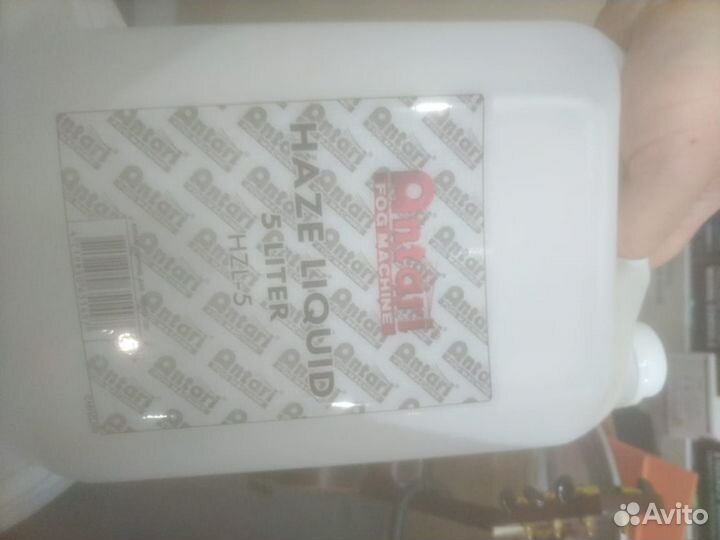 Antari
FOG MACHINE
HAZE LIQUID
5 LITER
HZL-5
Avito